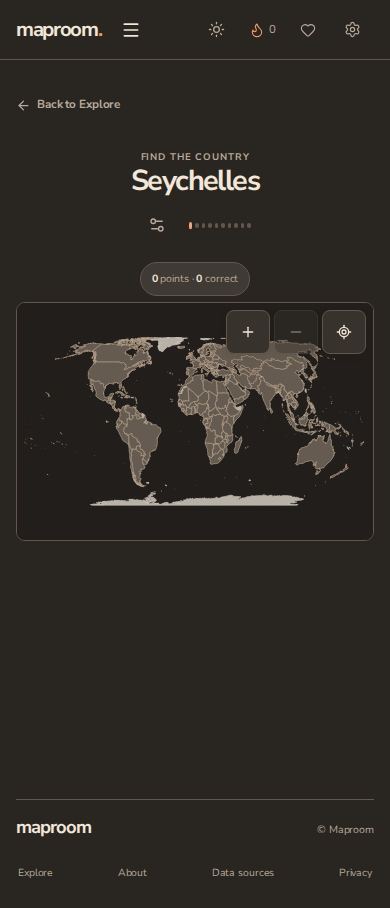 maproom.
0
Back to Explore
FIND THE COUNTRY
Seychelles
0 points · 0 correct
maproom
© Maproom
Explore About Data sources Privacy